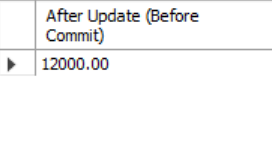 After Update (Before
Commit)
12000.00